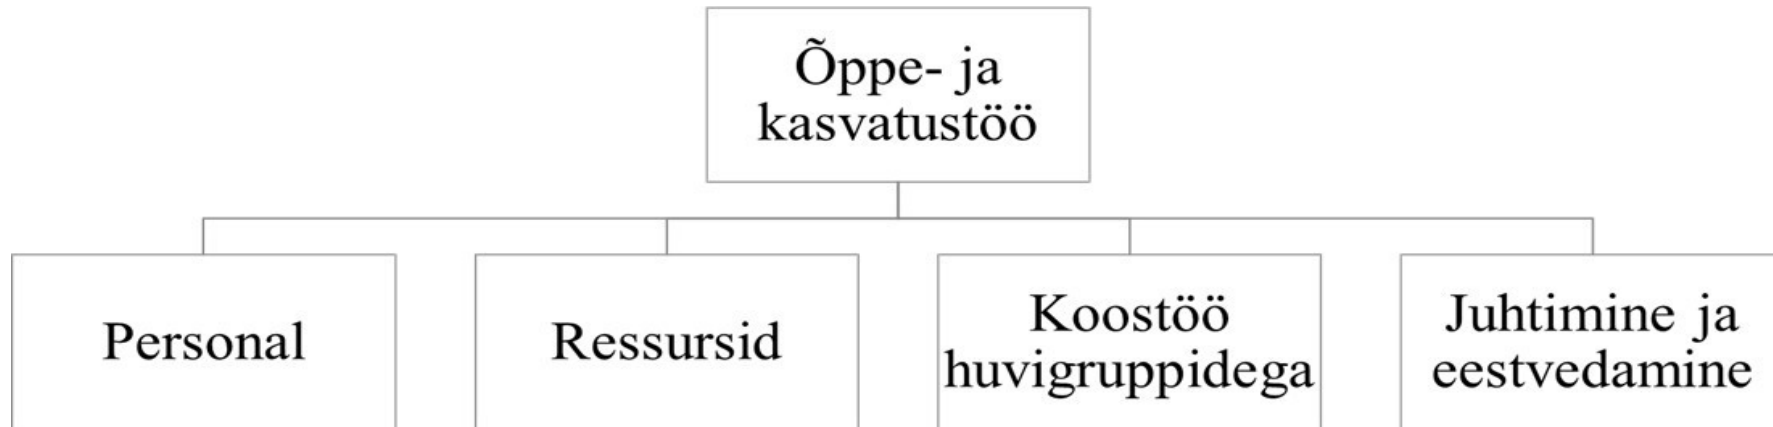 Õppe- ja
kasvatustöö
Personal
Ressursid
Koostöö
huvigruppidega
Juhtimine ja
eestvedamine